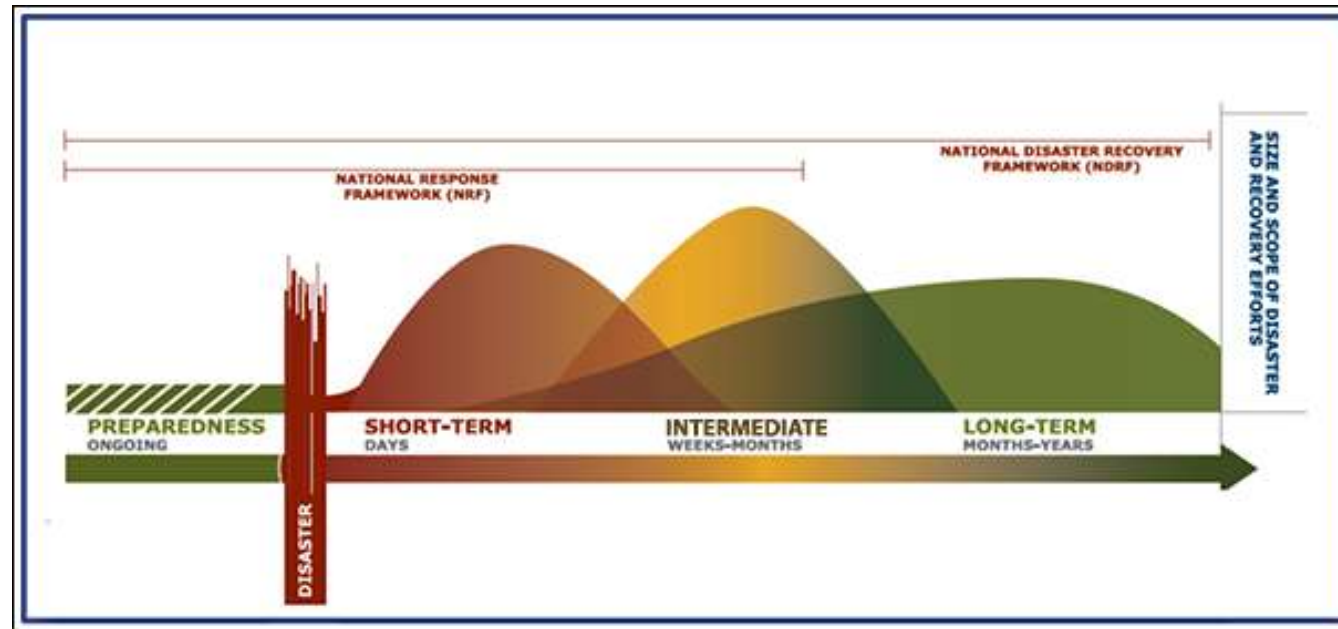 NATIONAL DISASTER RECOVERY
FRAMEWORK (NDRF)
NATIONAL RESPONSE
FRAMEWORK (NRF)
SIZE AND SCOPE OF DISASTER
AND RECOVERY EFFORTS
PREPAREDNESS
ONGOING
SHORT-TERM
DAYS
INTERMEDIATE
WEEKS-MONTHS
LONG-TERM
MONTHS-YEARS
DISASTER